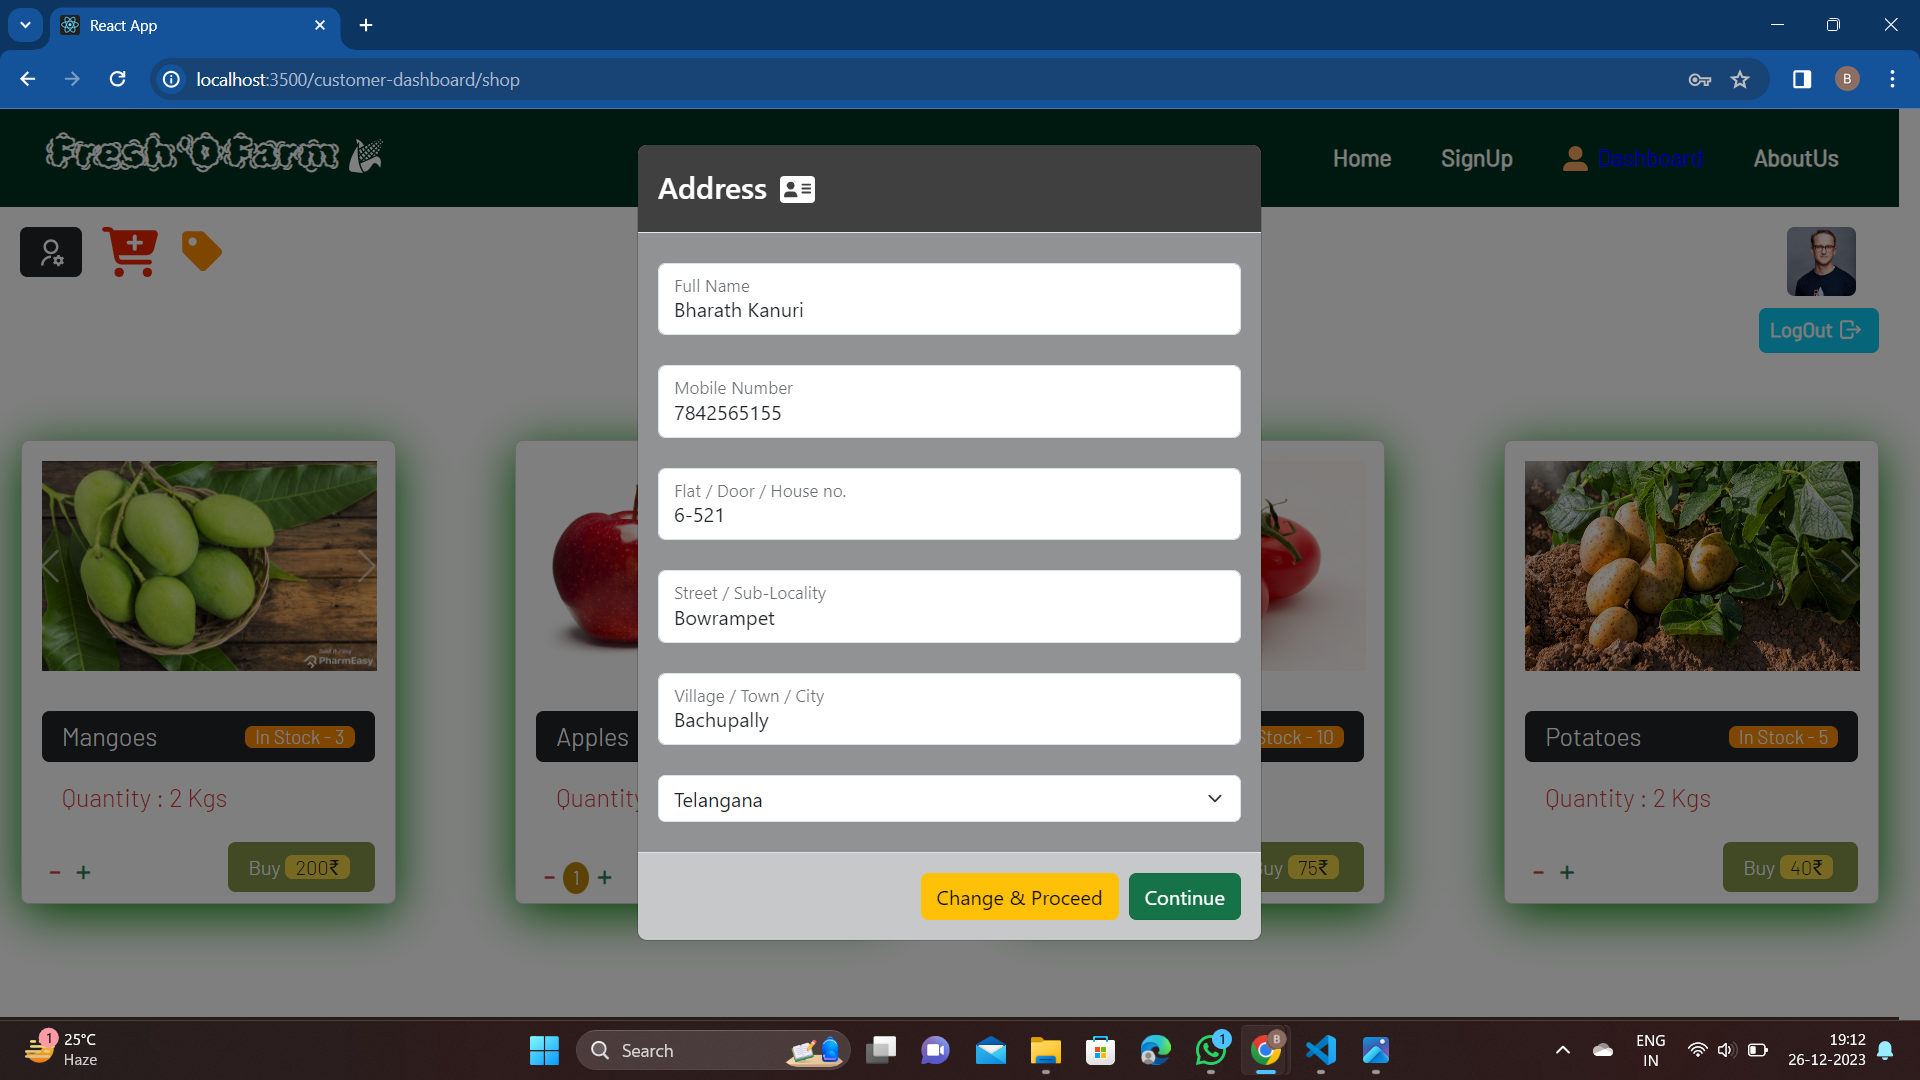 React App
localhost:3500/customer-dashboard/shop
B
Fresh'O'Farm
Home
SignUp
Dashboard
AboutUs
Address
LogOut
Full Name
Bharath Kanuri
Mobile Number
7842565155
Flat / Door / House no.
6-521
Street / Sub-Locality
Bowrampet
Village / Town / City
Bachupally
Telangana
Change & Proceed
Continue
PharmEasy
Mangoes
In Stock - 3
Quantity : 2 Kgs
- +
Buy 200₹
Apples
Quantity
- 1 +
Stock - 10
75₹
Potatoes
In Stock - 5
Quantity : 2 Kgs
- +
Buy 40₹
1
25°C
Haze
Search
1
B
ENG
IN
19:12
26-12-2023